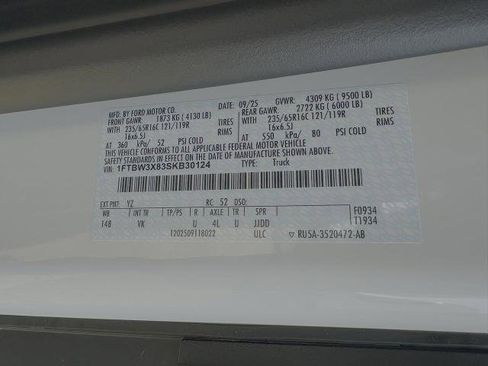 MFD. BY FORD MOTOR CO. DATE: 09/25 GVWR: 4309 KG ( 9500 LB)
FRONT GAWR: 1873 KG ( 4130 LB) REAR GAWR: 2722 KG ( 6000 LB)
WITH 235/65R16C 121/119R TIRES WITH 235/65R16C 121/119R TIRES
16x6.5J RIMS 16x6.5J RIMS
AT 360 kPa/ 52 PSI COLD AT 550 kPa/ 80 PSI COLD
THIS VEHICLE CONFORMS TO ALL APPLICABLE FEDERAL MOTOR VEHICLE
SAFETY STANDARDS IN EFFECT ON THE DATE OF MANUFACTURE SHOWN ABOVE.
VIN: 1FTBW3X83SKB30124 TYPE: Truck
EXT PNT: YZ RC: 52 DSO:
WB INT TR TP/PS R AXLE TR SPR F0934
148 VK U 4L U JJDD T1934
1202509118022 ULC ▽ RU5A-3520472-AB